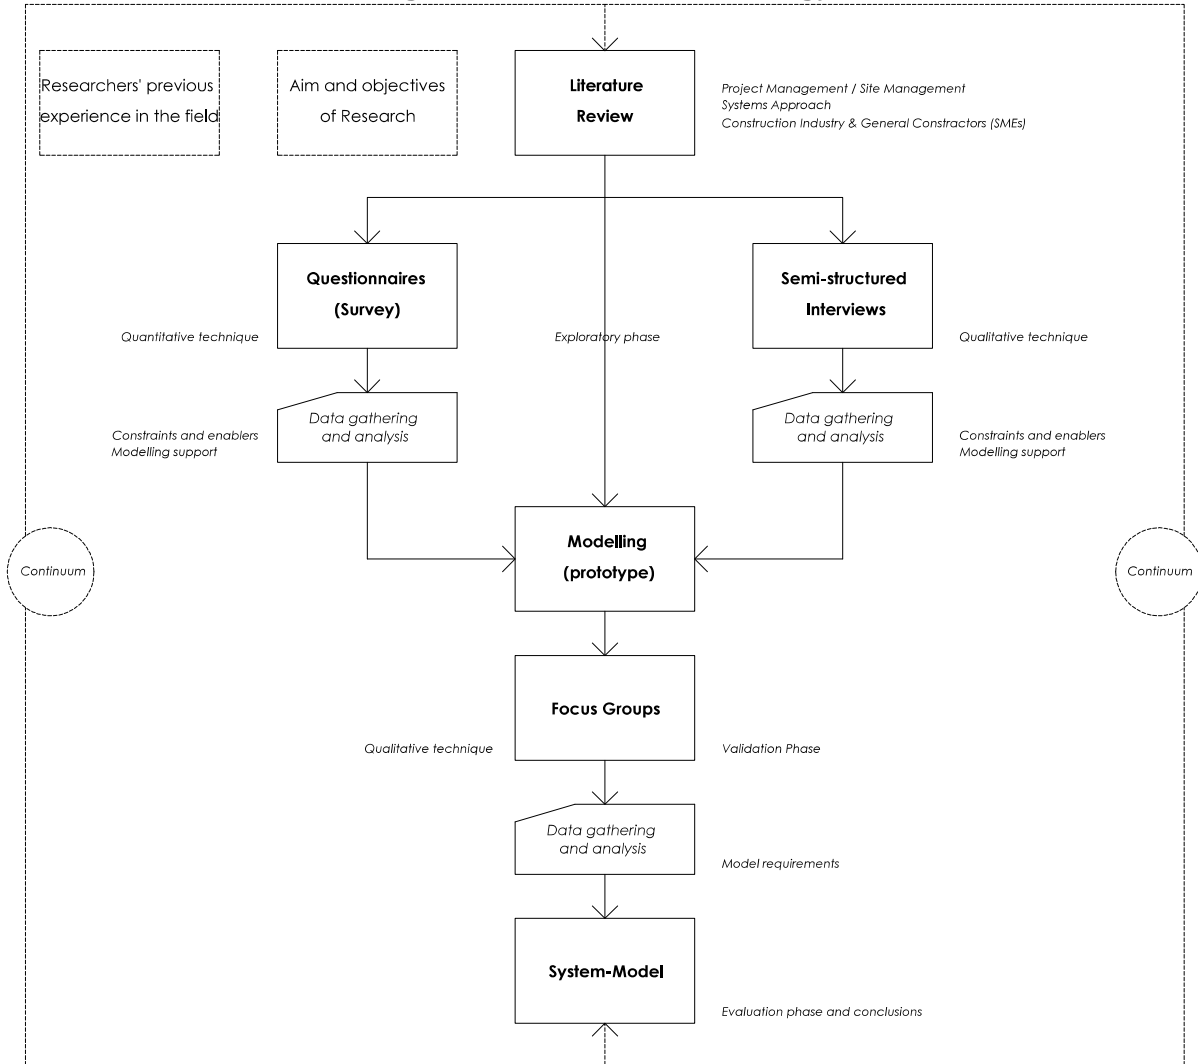 Researchers' previous
experience in the field
Aim and objectives
of Research
Literature
Review
Project Management / Site Management
Systems Approach
Construction Industry & General Constractors (SMEs)
Questionnaires
(Survey)
Semi-structured
Interviews
Quantitative technique
Exploratory phase
Qualitative technique
Data gathering
and analysis
Data gathering
and analysis
Constraints and enablers
Modelling support
Constraints and enablers
Modelling support
Modelling
(prototype)
Continuum
Continuum
Focus Groups
Qualitative technique
Validation Phase
Data gathering
and analysis
Model requirements
System-Model
Evaluation phase and conclusions